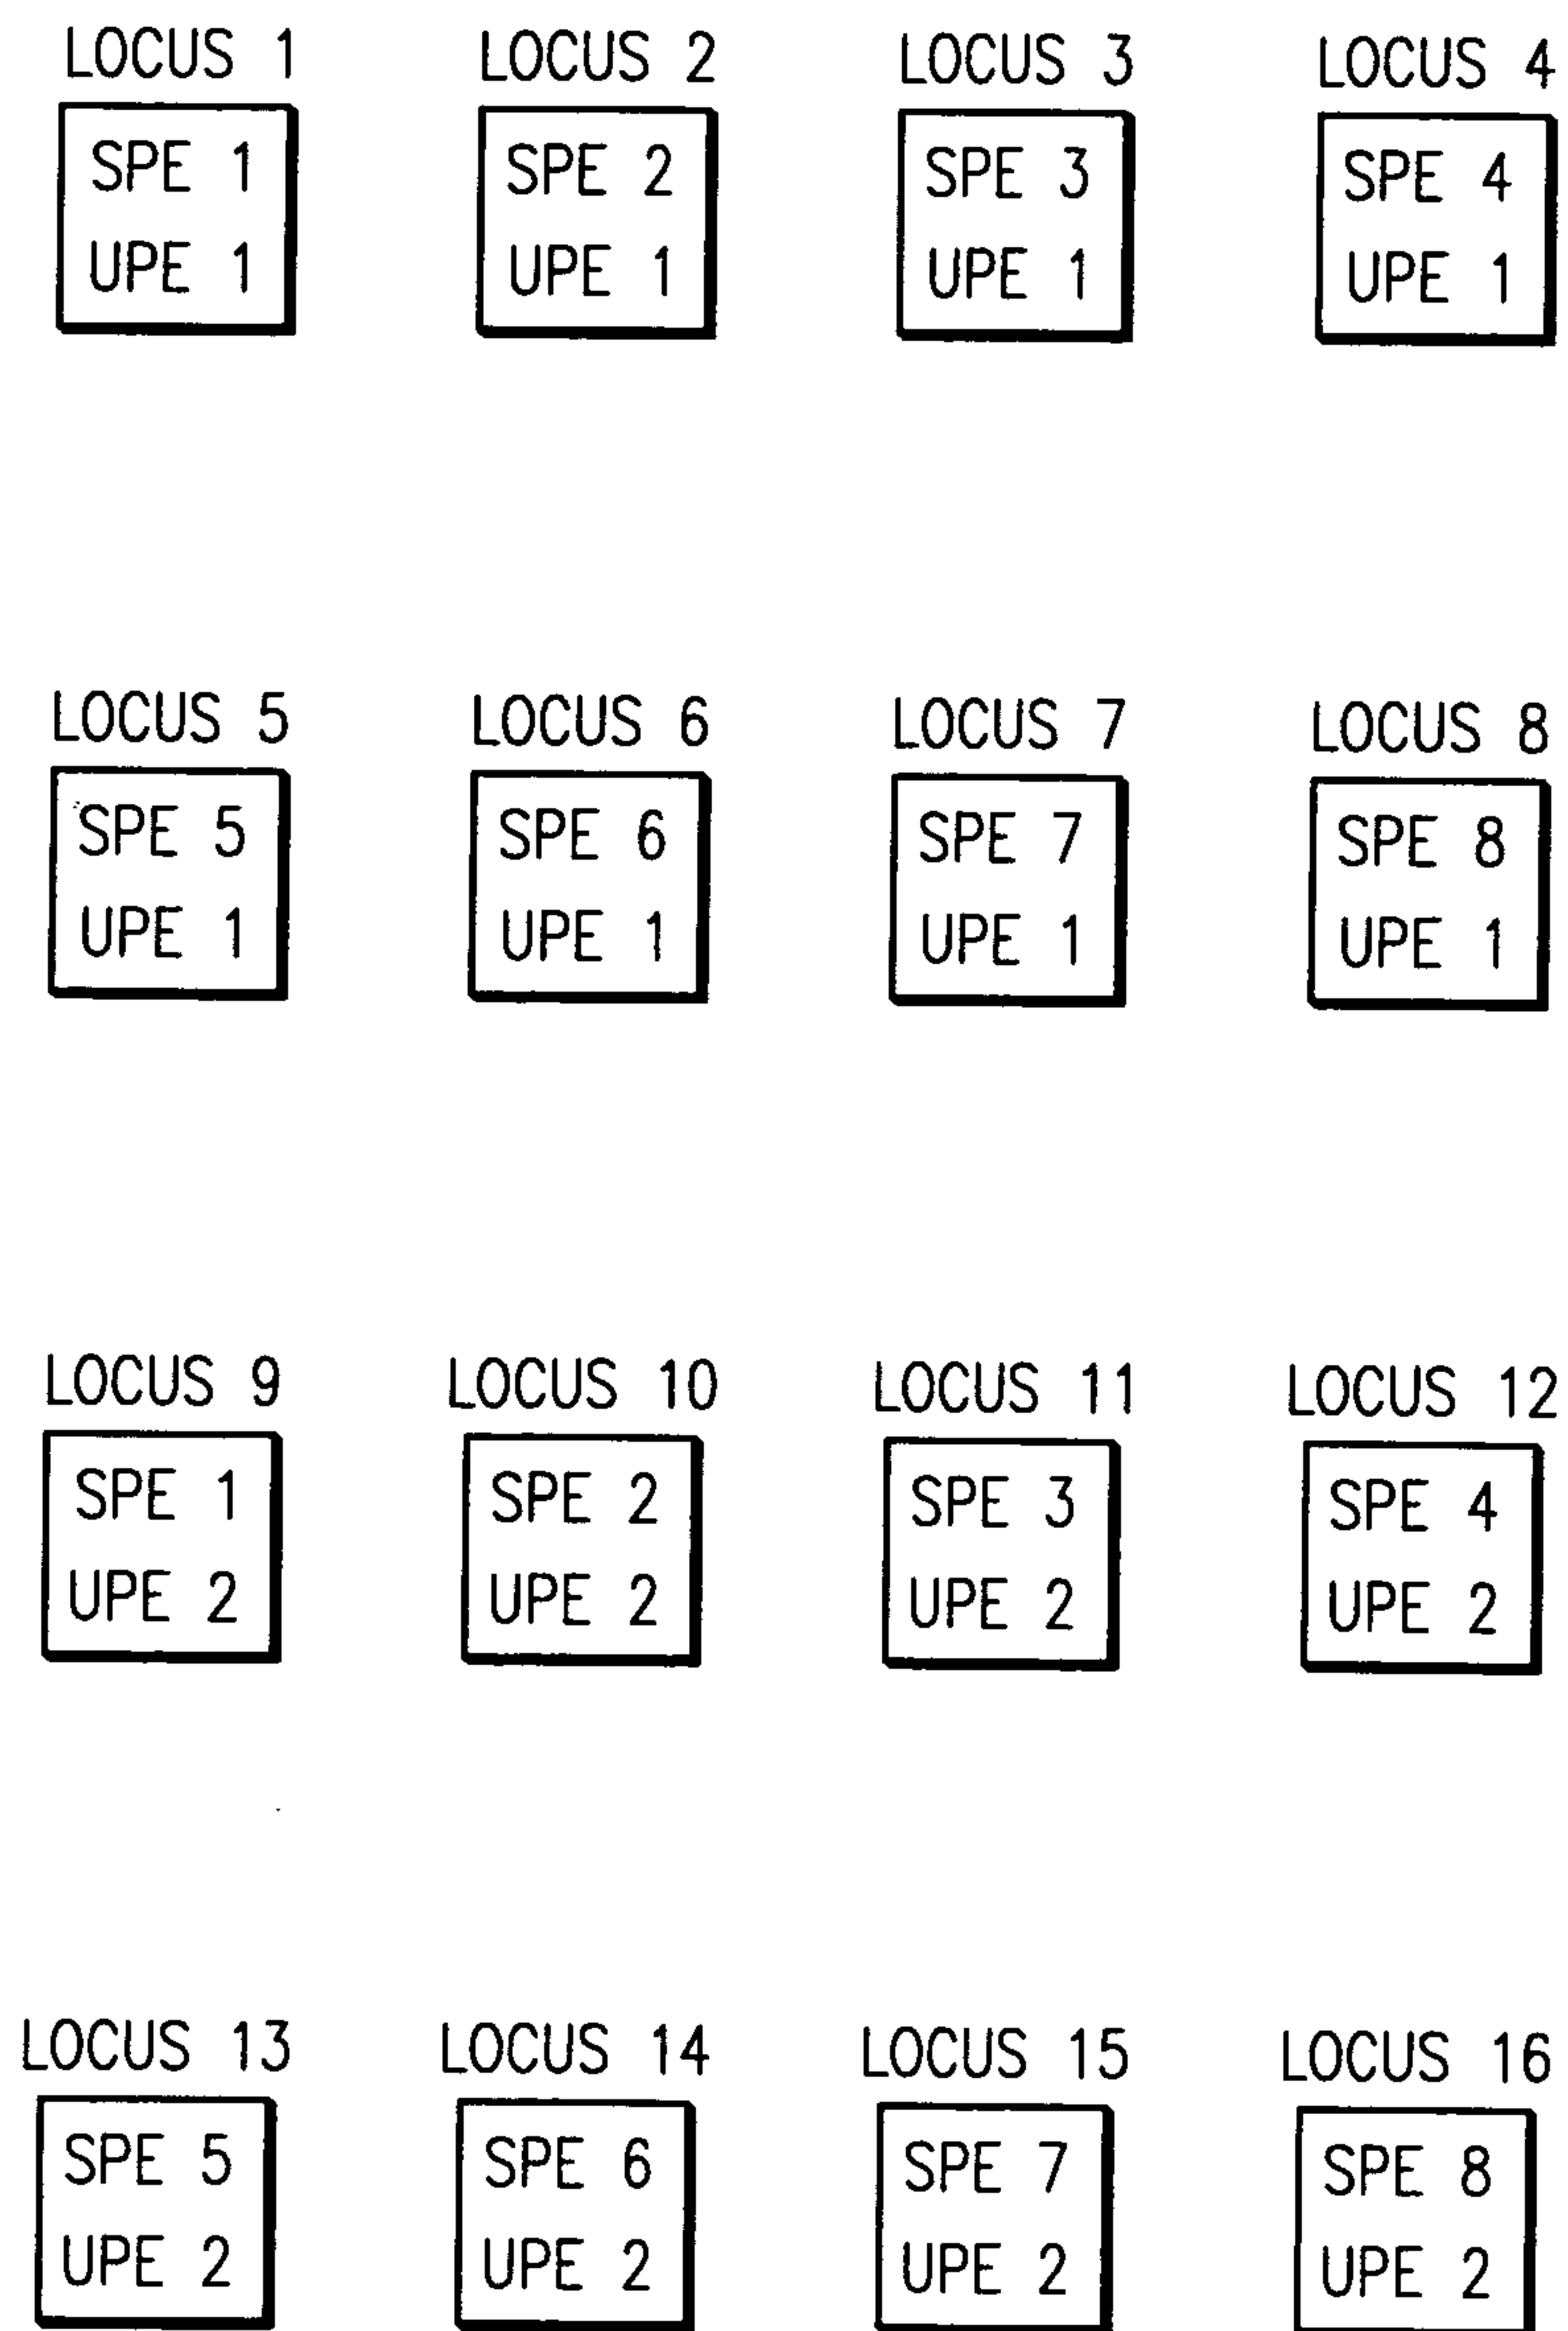 LOCUS 1 LOCUS 2 LOCUS 3 LOCUS 4
SPE 1 SPE 2 SPE 3 SPE 4
UPE 1 UPE 1 UPE 1 UPE 1
LOCUS 5 LOCUS 6 LOCUS 7 LOCUS 8
SPE 5 SPE 6 SPE 7 SPE 8
UPE 1 UPE 1 UPE 1 UPE 1
LOCUS 9 LOCUS 10 LOCUS 11 LOCUS 12
SPE 1 SPE 2 SPE 3 SPE 4
UPE 2 UPE 2 UPE 2 UPE 2
LOCUS 13 LOCUS 14 LOCUS 15 LOCUS 16
SPE 5 SPE 6 SPE 7 SPE 8
UPE 2 UPE 2 UPE 2 UPE 2